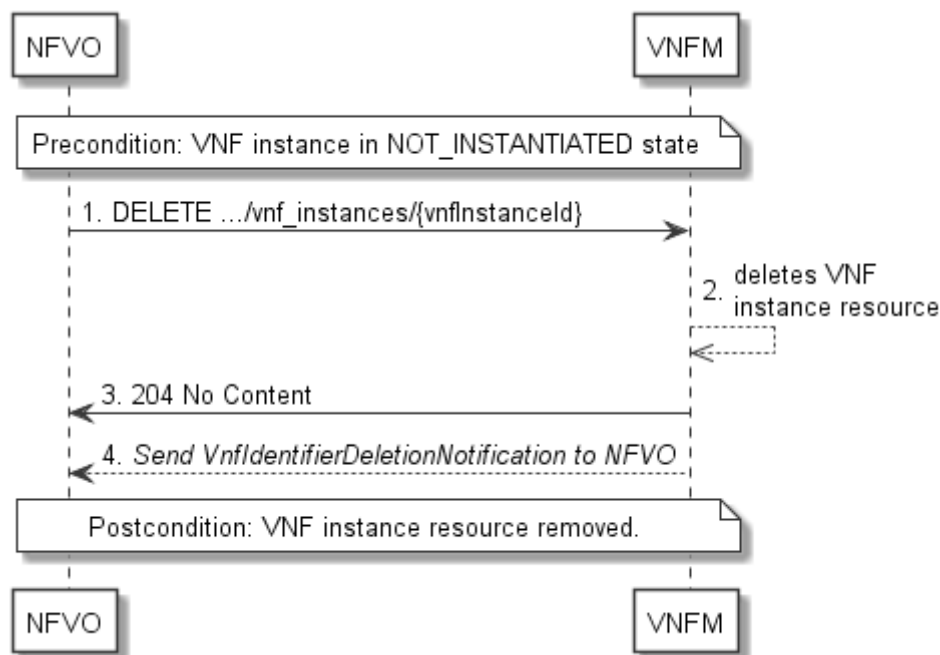 NFVO
VNFM
Precondition: VNF instance in NOT_INSTANTIATED state
1. DELETE .../vnf_instances/{vnfInstanceId}
2. deletes VNF
instance resource
3. 204 No Content
4. Send VnfIdentifierDeletionNotification to NFVO
Postcondition: VNF instance resource removed.
NFVO
VNFM